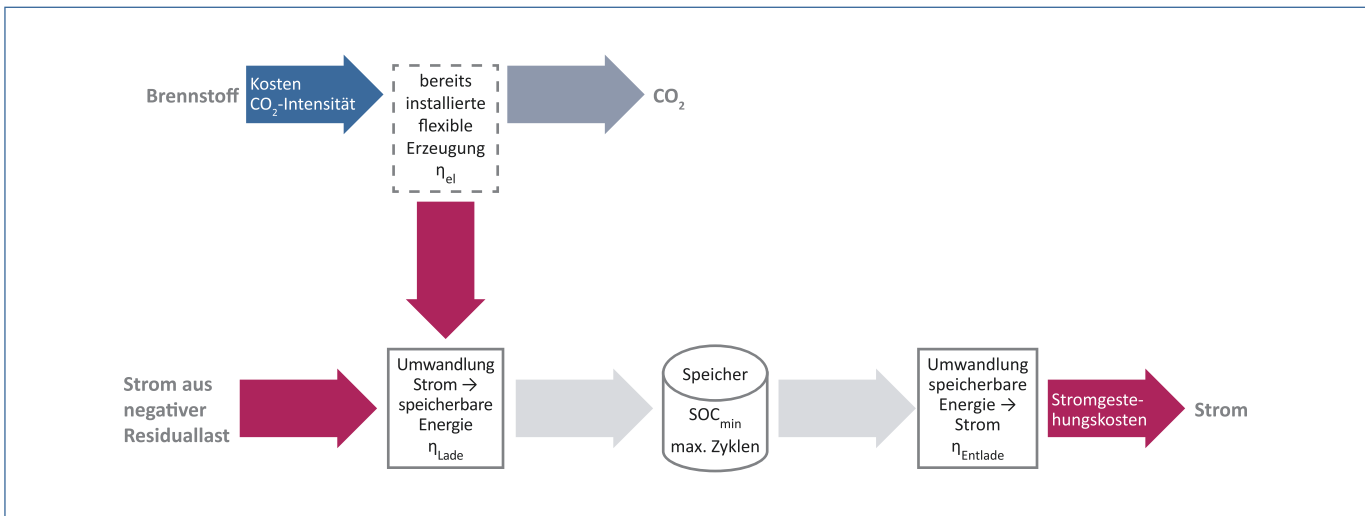 Brennstoff
Kosten
CO₂-Intensität
bereits
installierte
flexible
Erzeugung
ηel
CO₂
Strom aus
negativer
Residuallast
Umwandlung
Strom →
speicherbare
Energie
ηLade
Speicher
SOCmin
max. Zyklen
Umwandlung
speicherbare
Energie →
Strom
ηEntlade
Stromgeste-
hungskosten
Strom